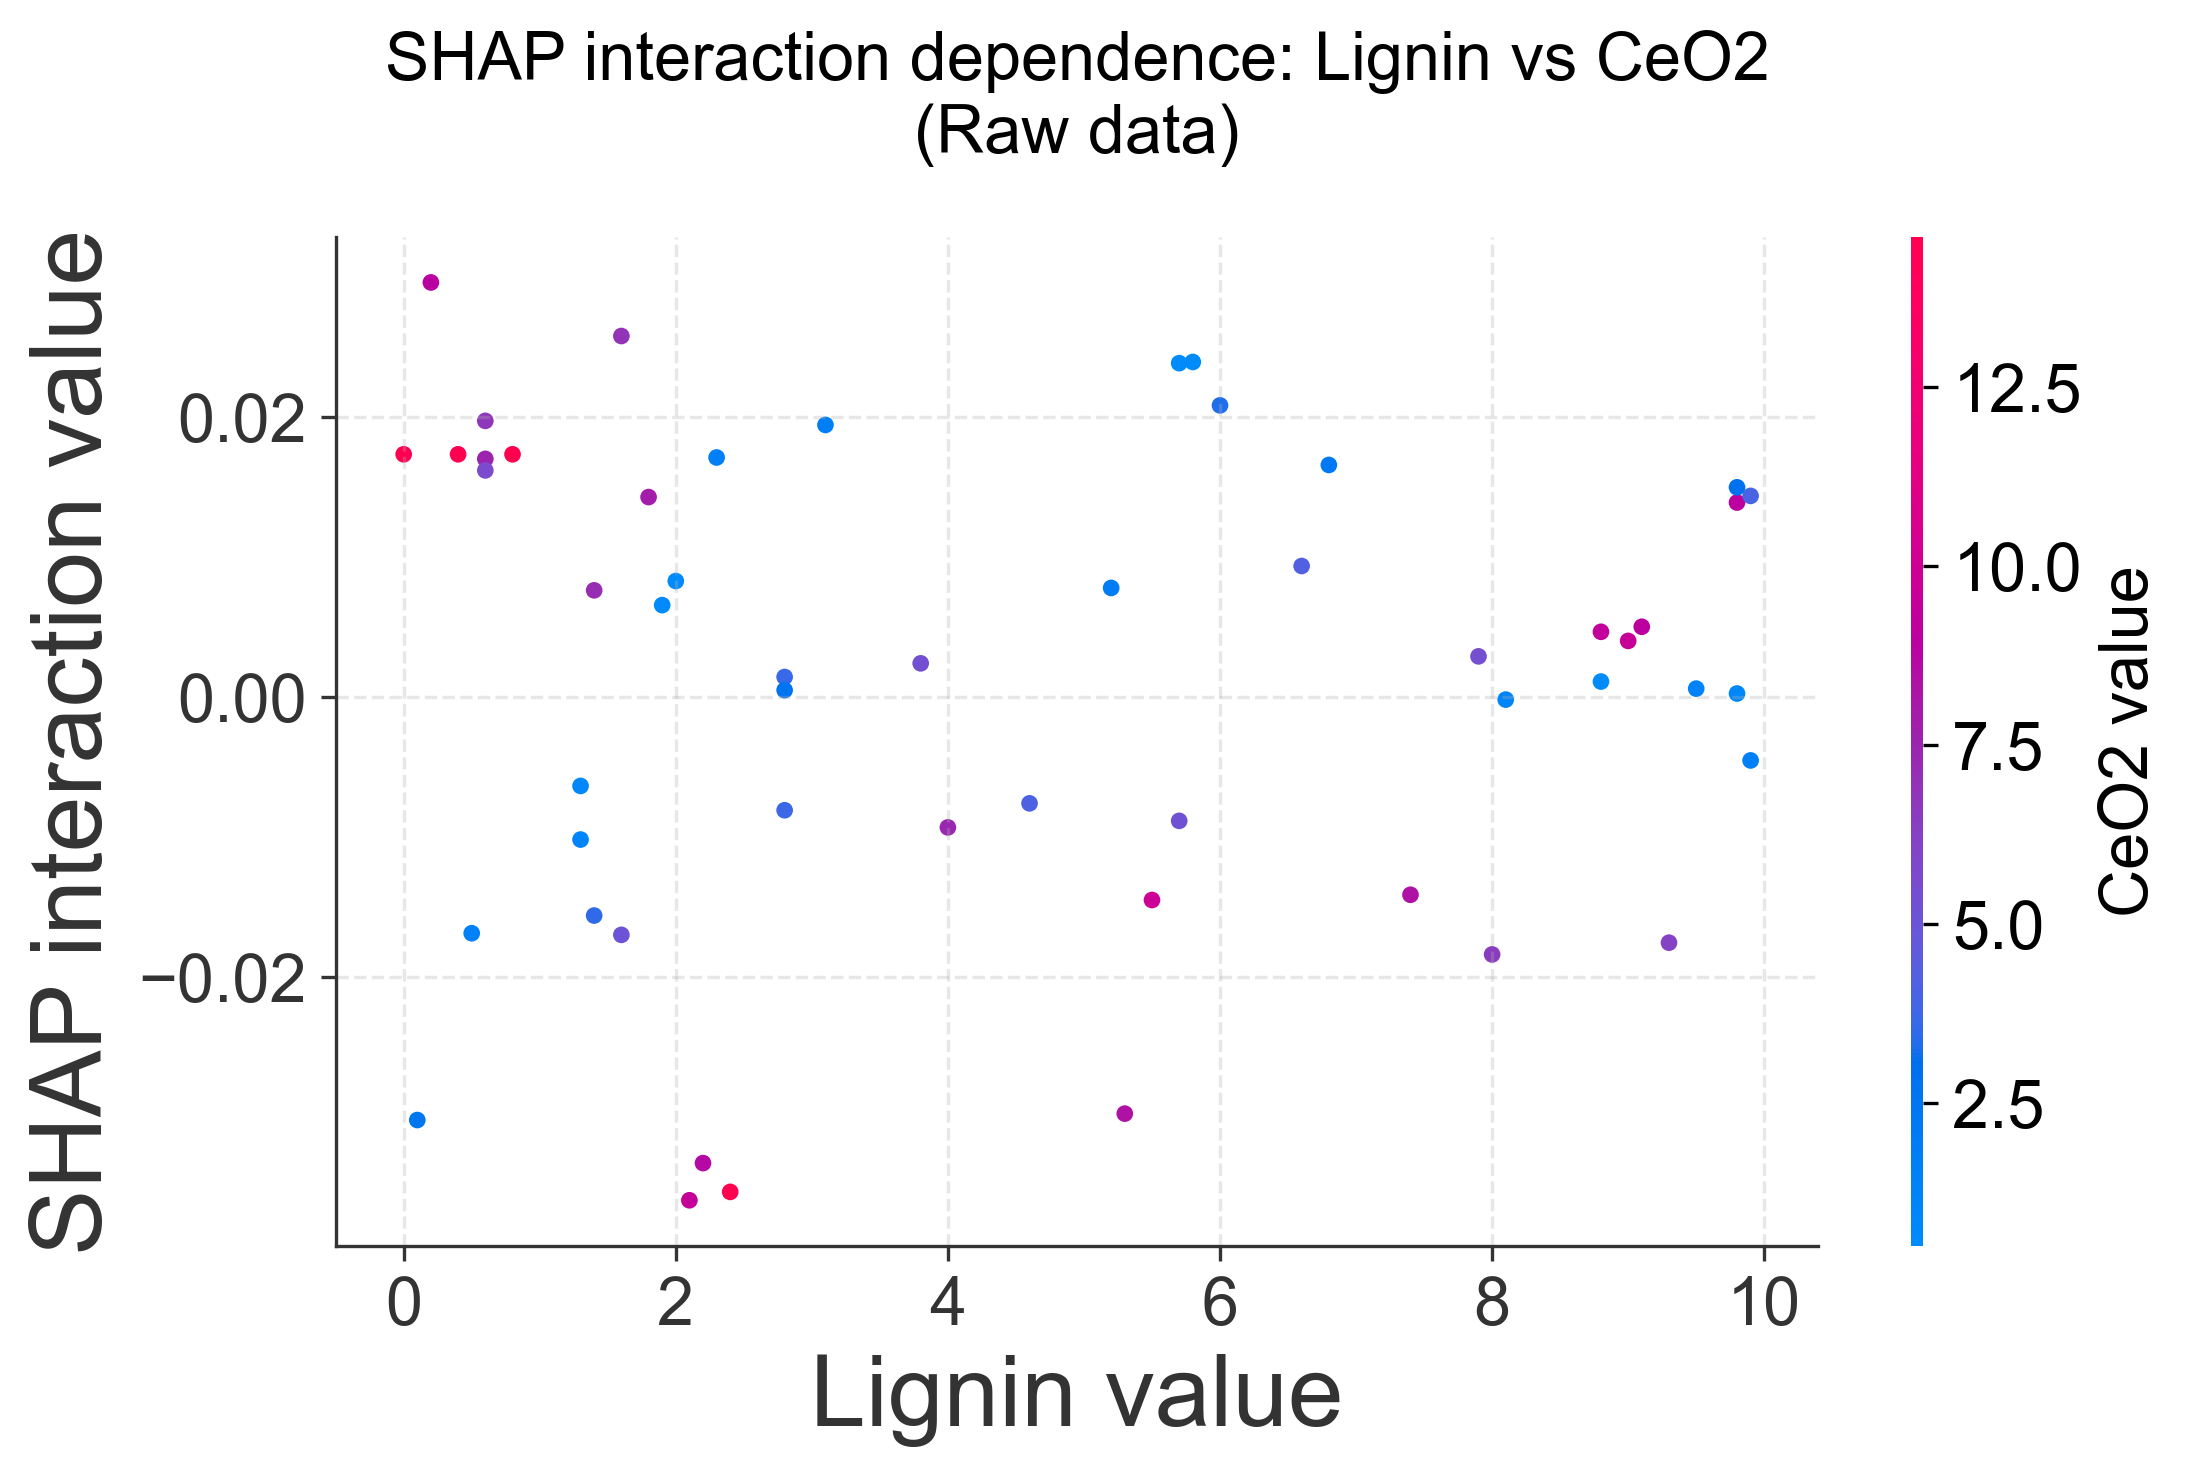 SHAP interaction dependence: Lignin vs CeO2
(Raw data)
SHAP interaction value
0.02
0.00
−0.02
0
2
4
6
8
10
Lignin value
12.5
10.0
7.5
5.0
2.5
CeO2 value